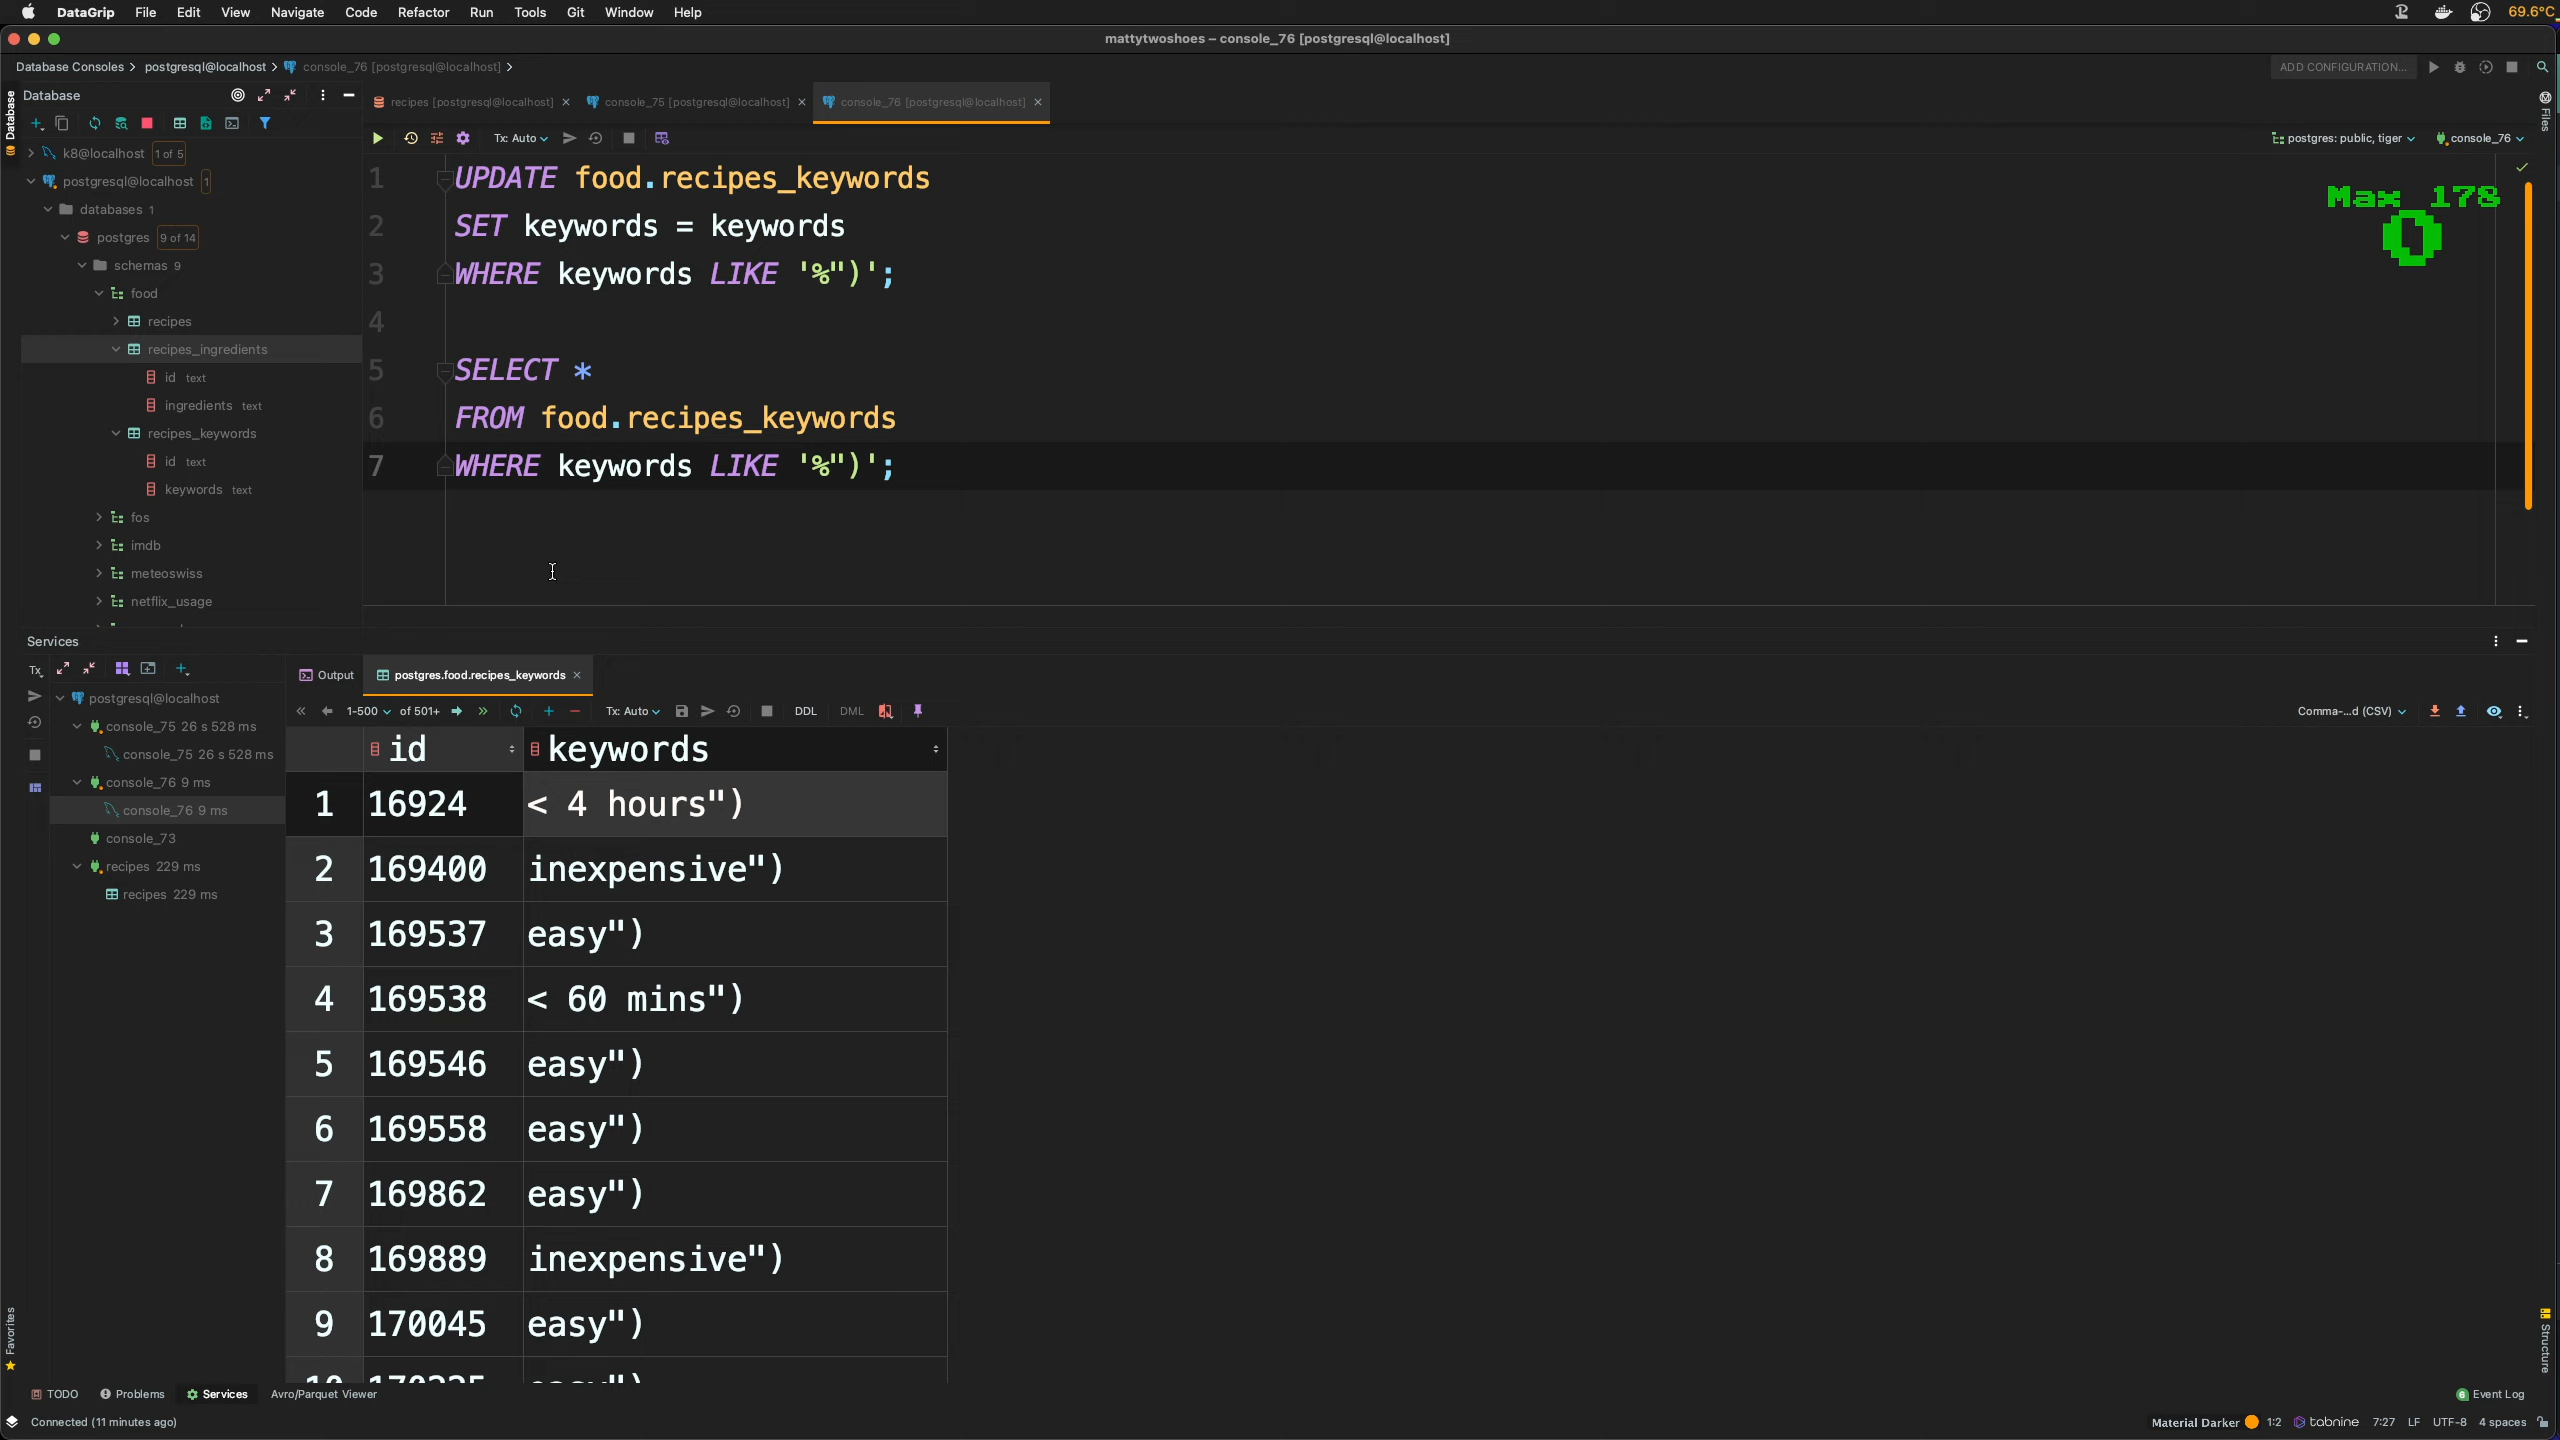 DataGrip File Edit View Navigate Code Refactor Run Tools Git Window Help 69.6°C
mattytwoshoes – console_76 [postgresql@localhost]
Database Consoles postgresql@localhost console_76 [postgresql@localhost] ADD CONFIGURATION...
Database
Database
recipes [postgresql@localhost] console_75 [postgresql@localhost] console_76 [postgresql@localhost]
Files
Tx: Auto postgres: public, tiger console_76
k8@localhost 1 of 5
postgresql@localhost 1
databases 1
postgres 9 of 14
schemas 9
food
recipes
recipes_ingredients
id text
ingredients text
recipes_keywords
id text
keywords text
fos
imdb
meteoswiss
netflix_usage
1 UPDATE food.recipes_keywords
2 SET keywords = keywords
3 WHERE keywords LIKE '%")';
4
5 SELECT *
6 FROM food.recipes_keywords
7 WHERE keywords LIKE '%")';
Max 178
0
Services
Tx
postgresql@localhost
console_75 26 s 528 ms
console_75 26 s 528 ms
console_76 9 ms
console_76 9 ms
console_73
recipes 229 ms
recipes 229 ms
Output postgres.food.recipes_keywords
1-500 of 501+ Tx: Auto DDL DML Comma-...d (CSV)
id keywords
1 16924 < 4 hours")
2 169400 inexpensive")
3 169537 easy")
4 169538 < 60 mins")
5 169546 easy")
6 169558 easy")
7 169862 easy")
8 169889 inexpensive")
9 170045 easy")
Favorites
Structure
TODO Problems Services Avro/Parquet Viewer 6 Event Log
Connected (11 minutes ago) Material Darker 1:2 tabnine 7:27 LF UTF-8 4 spaces